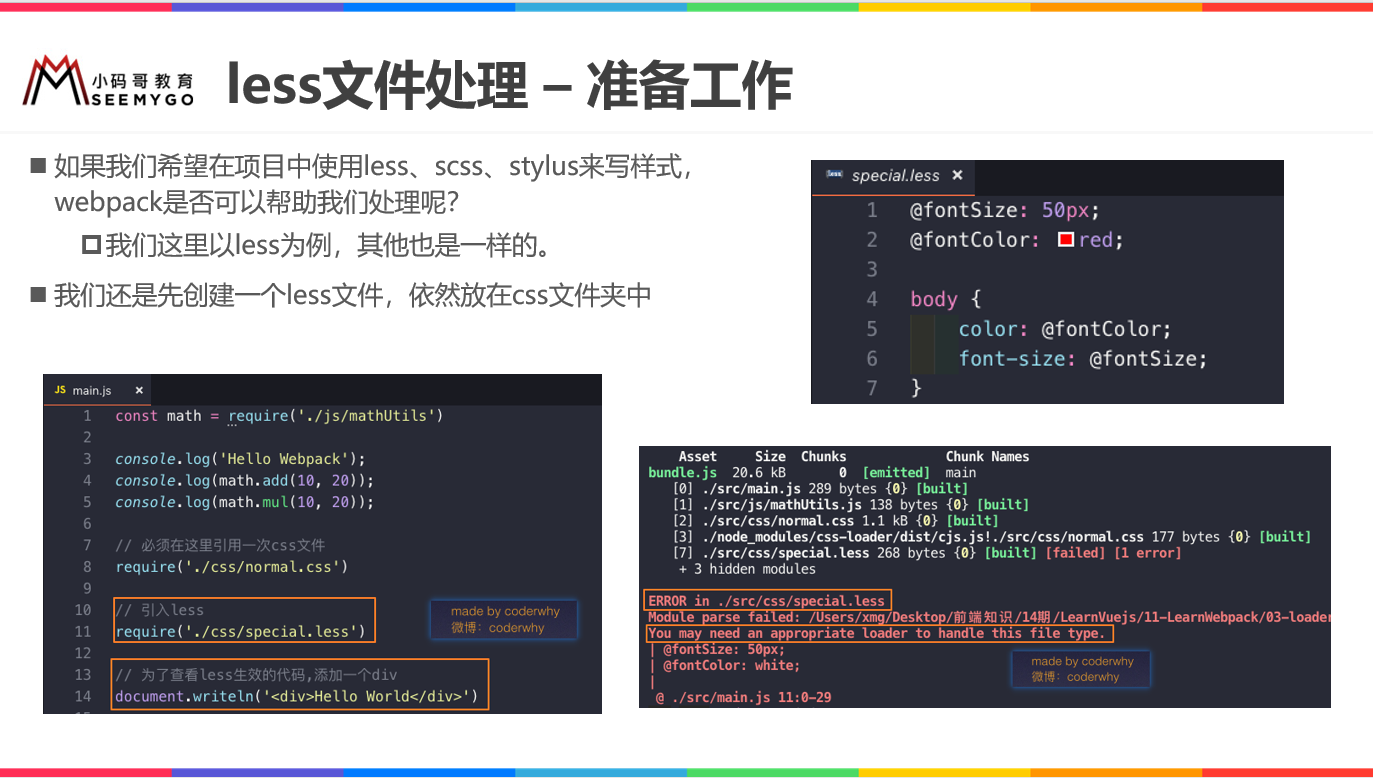 小码哥教育
SEEMYGO
less文件处理 – 准备工作
如果我们希望在项目中使用less、scss、stylus来写样式，
webpack是否可以帮助我们处理呢？
我们这里以less为例，其他也是一样的。
我们还是先创建一个less文件，依然放在css文件夹中
special.less ×
1 @fontSize: 50px;
2 @fontColor: red;
3
4 body {
5 color: @fontColor;
6 font-size: @fontSize;
7 }
JS main.js ×
1 const math = require('./js/mathUtils')
2
3 console.log('Hello Webpack');
4 console.log(math.add(10, 20));
5 console.log(math.mul(10, 20));
6
7 // 必须在这里引用一次css文件
8 require('./css/normal.css')
9
10 // 引入less
11 require('./css/special.less')
12
13 // 为了查看less生效的代码,添加一个div
14 document.writeln('<div>Hello World</div>')
made by coderwhy
微博：coderwhy
Asset Size Chunks Chunk Names
bundle.js 20.6 kB 0 [emitted] main
[0] ./src/main.js 289 bytes {0} [built]
[1] ./src/js/mathUtils.js 138 bytes {0} [built]
[2] ./src/css/normal.css 1.1 kB {0} [built]
[3] ./node_modules/css-loader/dist/cjs.js!./src/css/normal.css 177 bytes {0} [built]
[7] ./src/css/special.less 268 bytes {0} [built] [failed] [1 error]
+ 3 hidden modules
ERROR in ./src/css/special.less
Module parse failed: /Users/xmg/Desktop/前端知识/14期/LearnVuejs/11-LearnWebpack/03-loader
You may need an appropriate loader to handle this file type.
| @fontSize: 50px;
| @fontColor: white;
|
@ ./src/main.js 11:0-29
made by coderwhy
微博：coderwhy